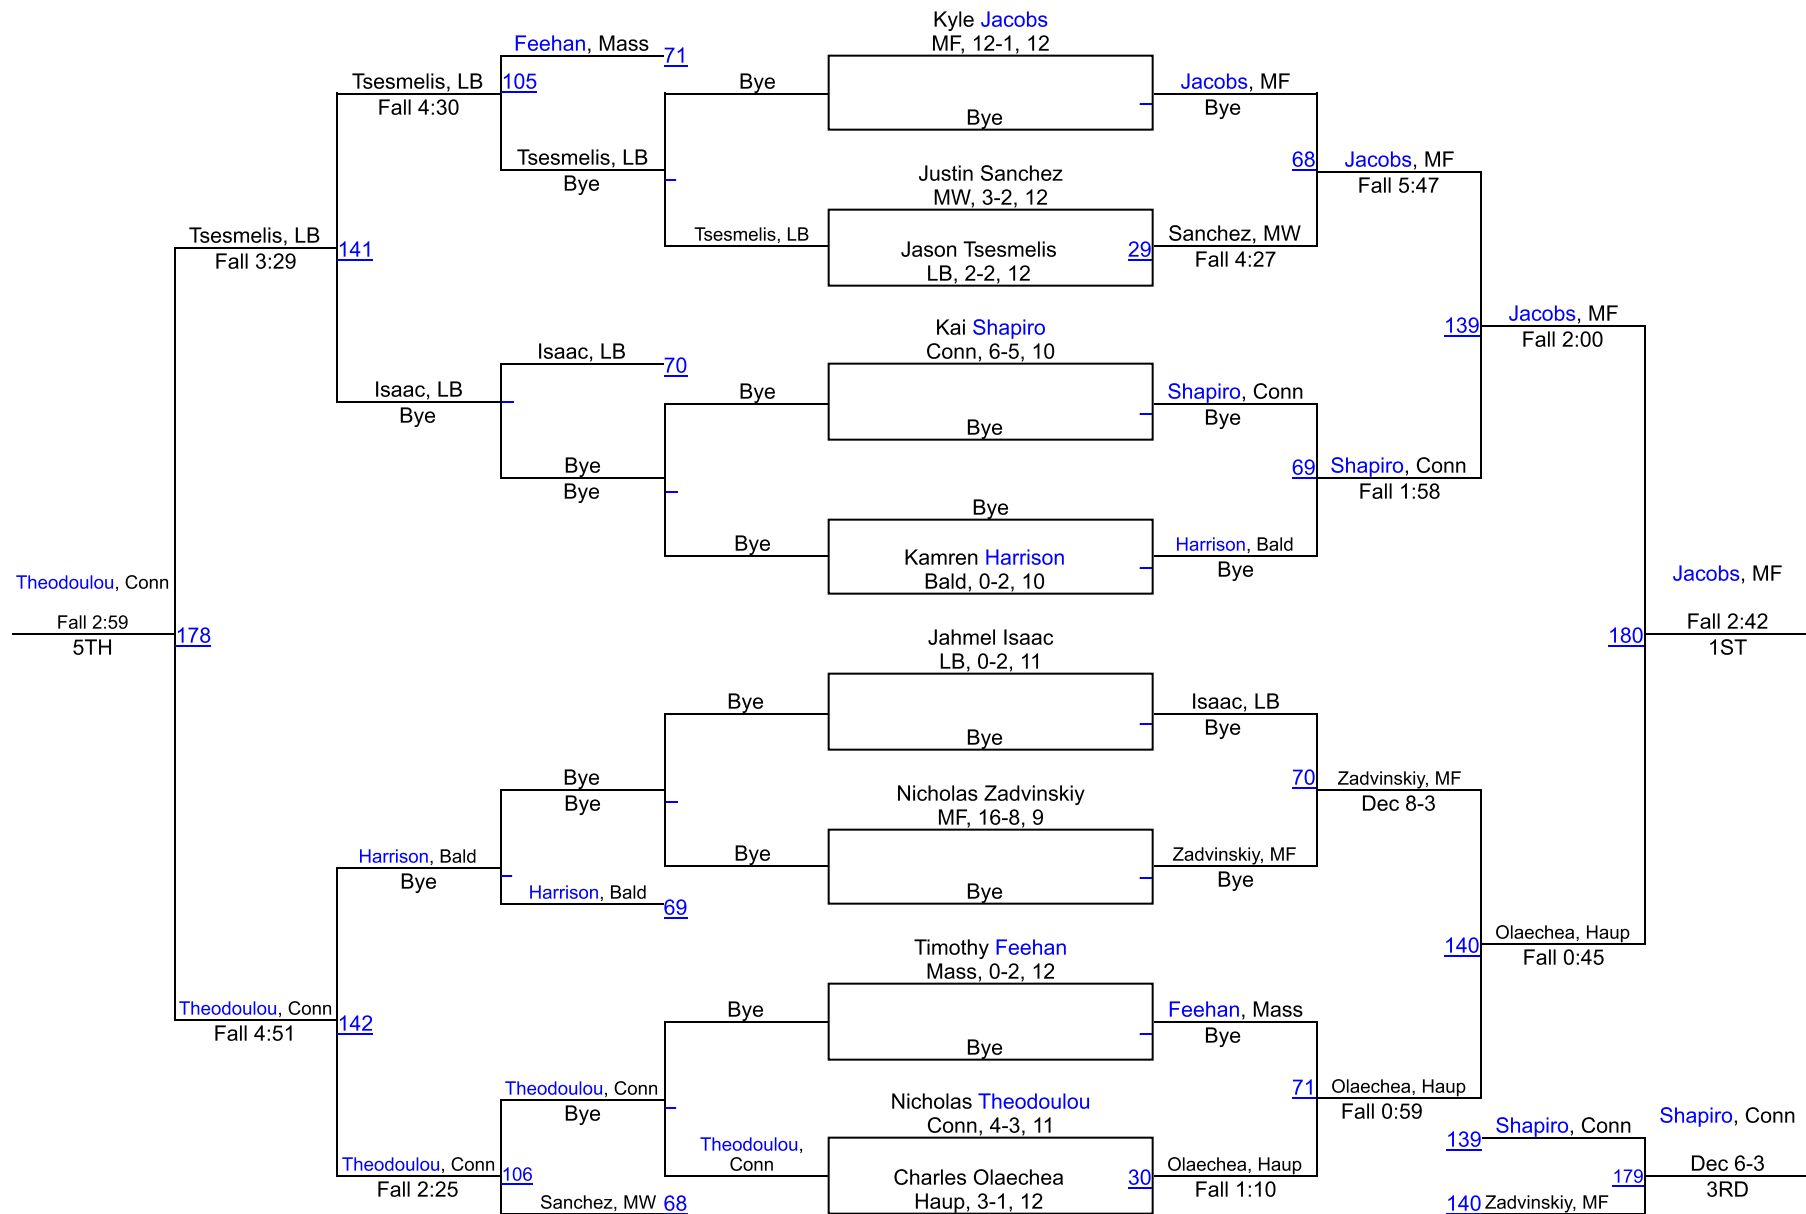 Kyle Jacobs
MF, 12-1, 12
Feehan, Mass
71
Tsesmelis, LB
105
Fall 4:30
Bye
Jacobs, MF
Bye
Bye
Tsesmelis, LB
Bye
68
Jacobs, MF
Fall 5:47
Justin Sanchez
MW, 3-2, 12
Tsesmelis, LB
Fall 3:29
141
Tsesmelis, LB
Jason Tsesmelis
LB, 2-2, 12
29
Sanchez, MW
Fall 4:27
Kai Shapiro
Conn, 6-5, 10
139
Jacobs, MF
Fall 2:00
Isaac, LB
70
Isaac, LB
Bye
Bye
Shapiro, Conn
Bye
Bye
Bye
Bye
69
Shapiro, Conn
Fall 1:58
Bye
Bye
Kamren Harrison
Bald, 0-2, 10
Harrison, Bald
Bye
Theodoulou, Conn
Fall 2:59
5TH
178
Jacobs, MF
180
Fall 2:42
1ST
Jahmel Isaac
LB, 0-2, 11
Bye
Isaac, LB
Bye
Bye
Bye
Bye
70
Zadvinskiy, MF
Dec 8-3
Nicholas Zadvinskiy
MF, 16-8, 9
Harrison, Bald
Bye
Bye
Zadvinskiy, MF
Bye
Bye
Harrison, Bald
69
Timothy Feehan
Mass, 0-2, 12
140
Olaechea, Haup
Fall 0:45
Theodoulou, Conn
Fall 4:51
142
Bye
Feehan, Mass
Bye
Bye
Theodoulou, Conn
Bye
71
Olaechea, Haup
Fall 0:59
Nicholas Theodoulou
Conn, 4-3, 11
139
Shapiro, Conn
Shapiro, Conn
Theodoulou, Conn
Fall 2:25
106
Theodoulou,
Conn
Charles Olaechea
Haup, 3-1, 12
30
Olaechea, Haup
Fall 1:10
179
Dec 6-3
3RD
Sanchez, MW
68
140
Zadvinskiy, MF